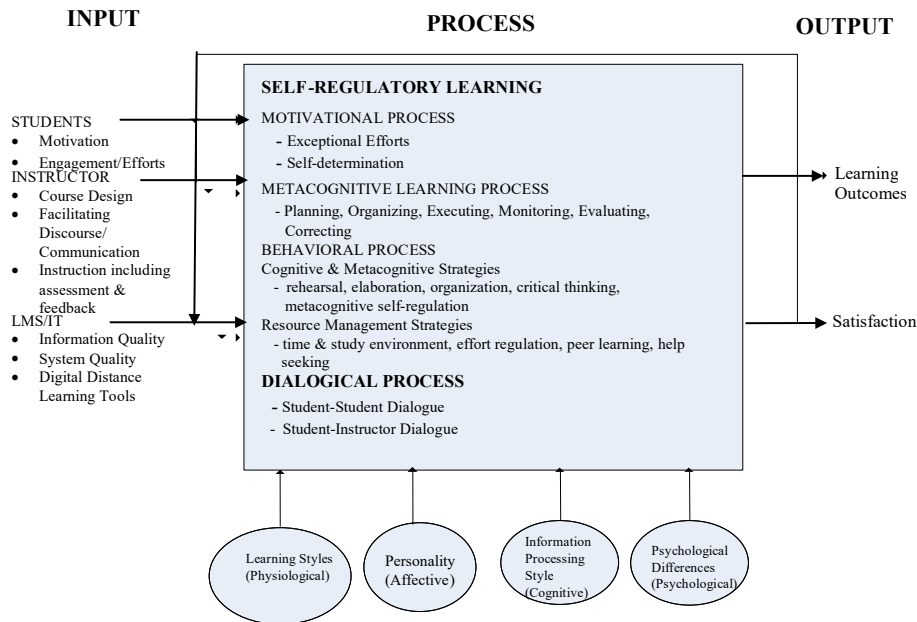 INPUT
PROCESS
OUTPUT
STUDENTS
• Motivation
• Engagement/Efforts
INSTRUCTOR
• Course Design
• Facilitating
Discourse/
Communication
• Instruction including
assessment &
feedback
LMS/IT
• Information Quality
• System Quality
• Digital Distance
Learning Tools
SELF-REGULATORY LEARNING
MOTIVATIONAL PROCESS
- Exceptional Efforts
- Self-determination
METACOGNITIVE LEARNING PROCESS
- Planning, Organizing, Executing, Monitoring, Evaluating,
Correcting
BEHAVIORAL PROCESS
Cognitive & Metacognitive Strategies
- rehearsal, elaboration, organization, critical thinking,
metacognitive self-regulation
Resource Management Strategies
- time & study environment, effort regulation, peer learning, help
seeking
DIALOGICAL PROCESS
- Student-Student Dialogue
- Student-Instructor Dialogue
Learning
Outcomes
Satisfaction
Learning Styles
(Physiological)
Personality
(Affective)
Information
Processing
Style
(Cognitive)
Psychological
Differences
(Psychological)